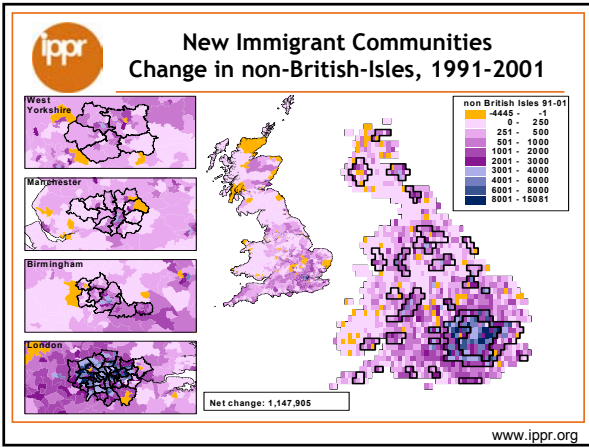 ippr
New Immigrant Communities
Change in non-British-Isles, 1991-2001
West
Yorkshire
Manchester
Birmingham
London
non British Isles 91-01
-4445 - -1
0 - 250
251 - 500
501 - 1000
1001 - 2000
2001 - 3000
3001 - 4000
4001 - 6000
6001 - 8000
8001 - 15081
Net change: 1,147,905
www.ippr.org